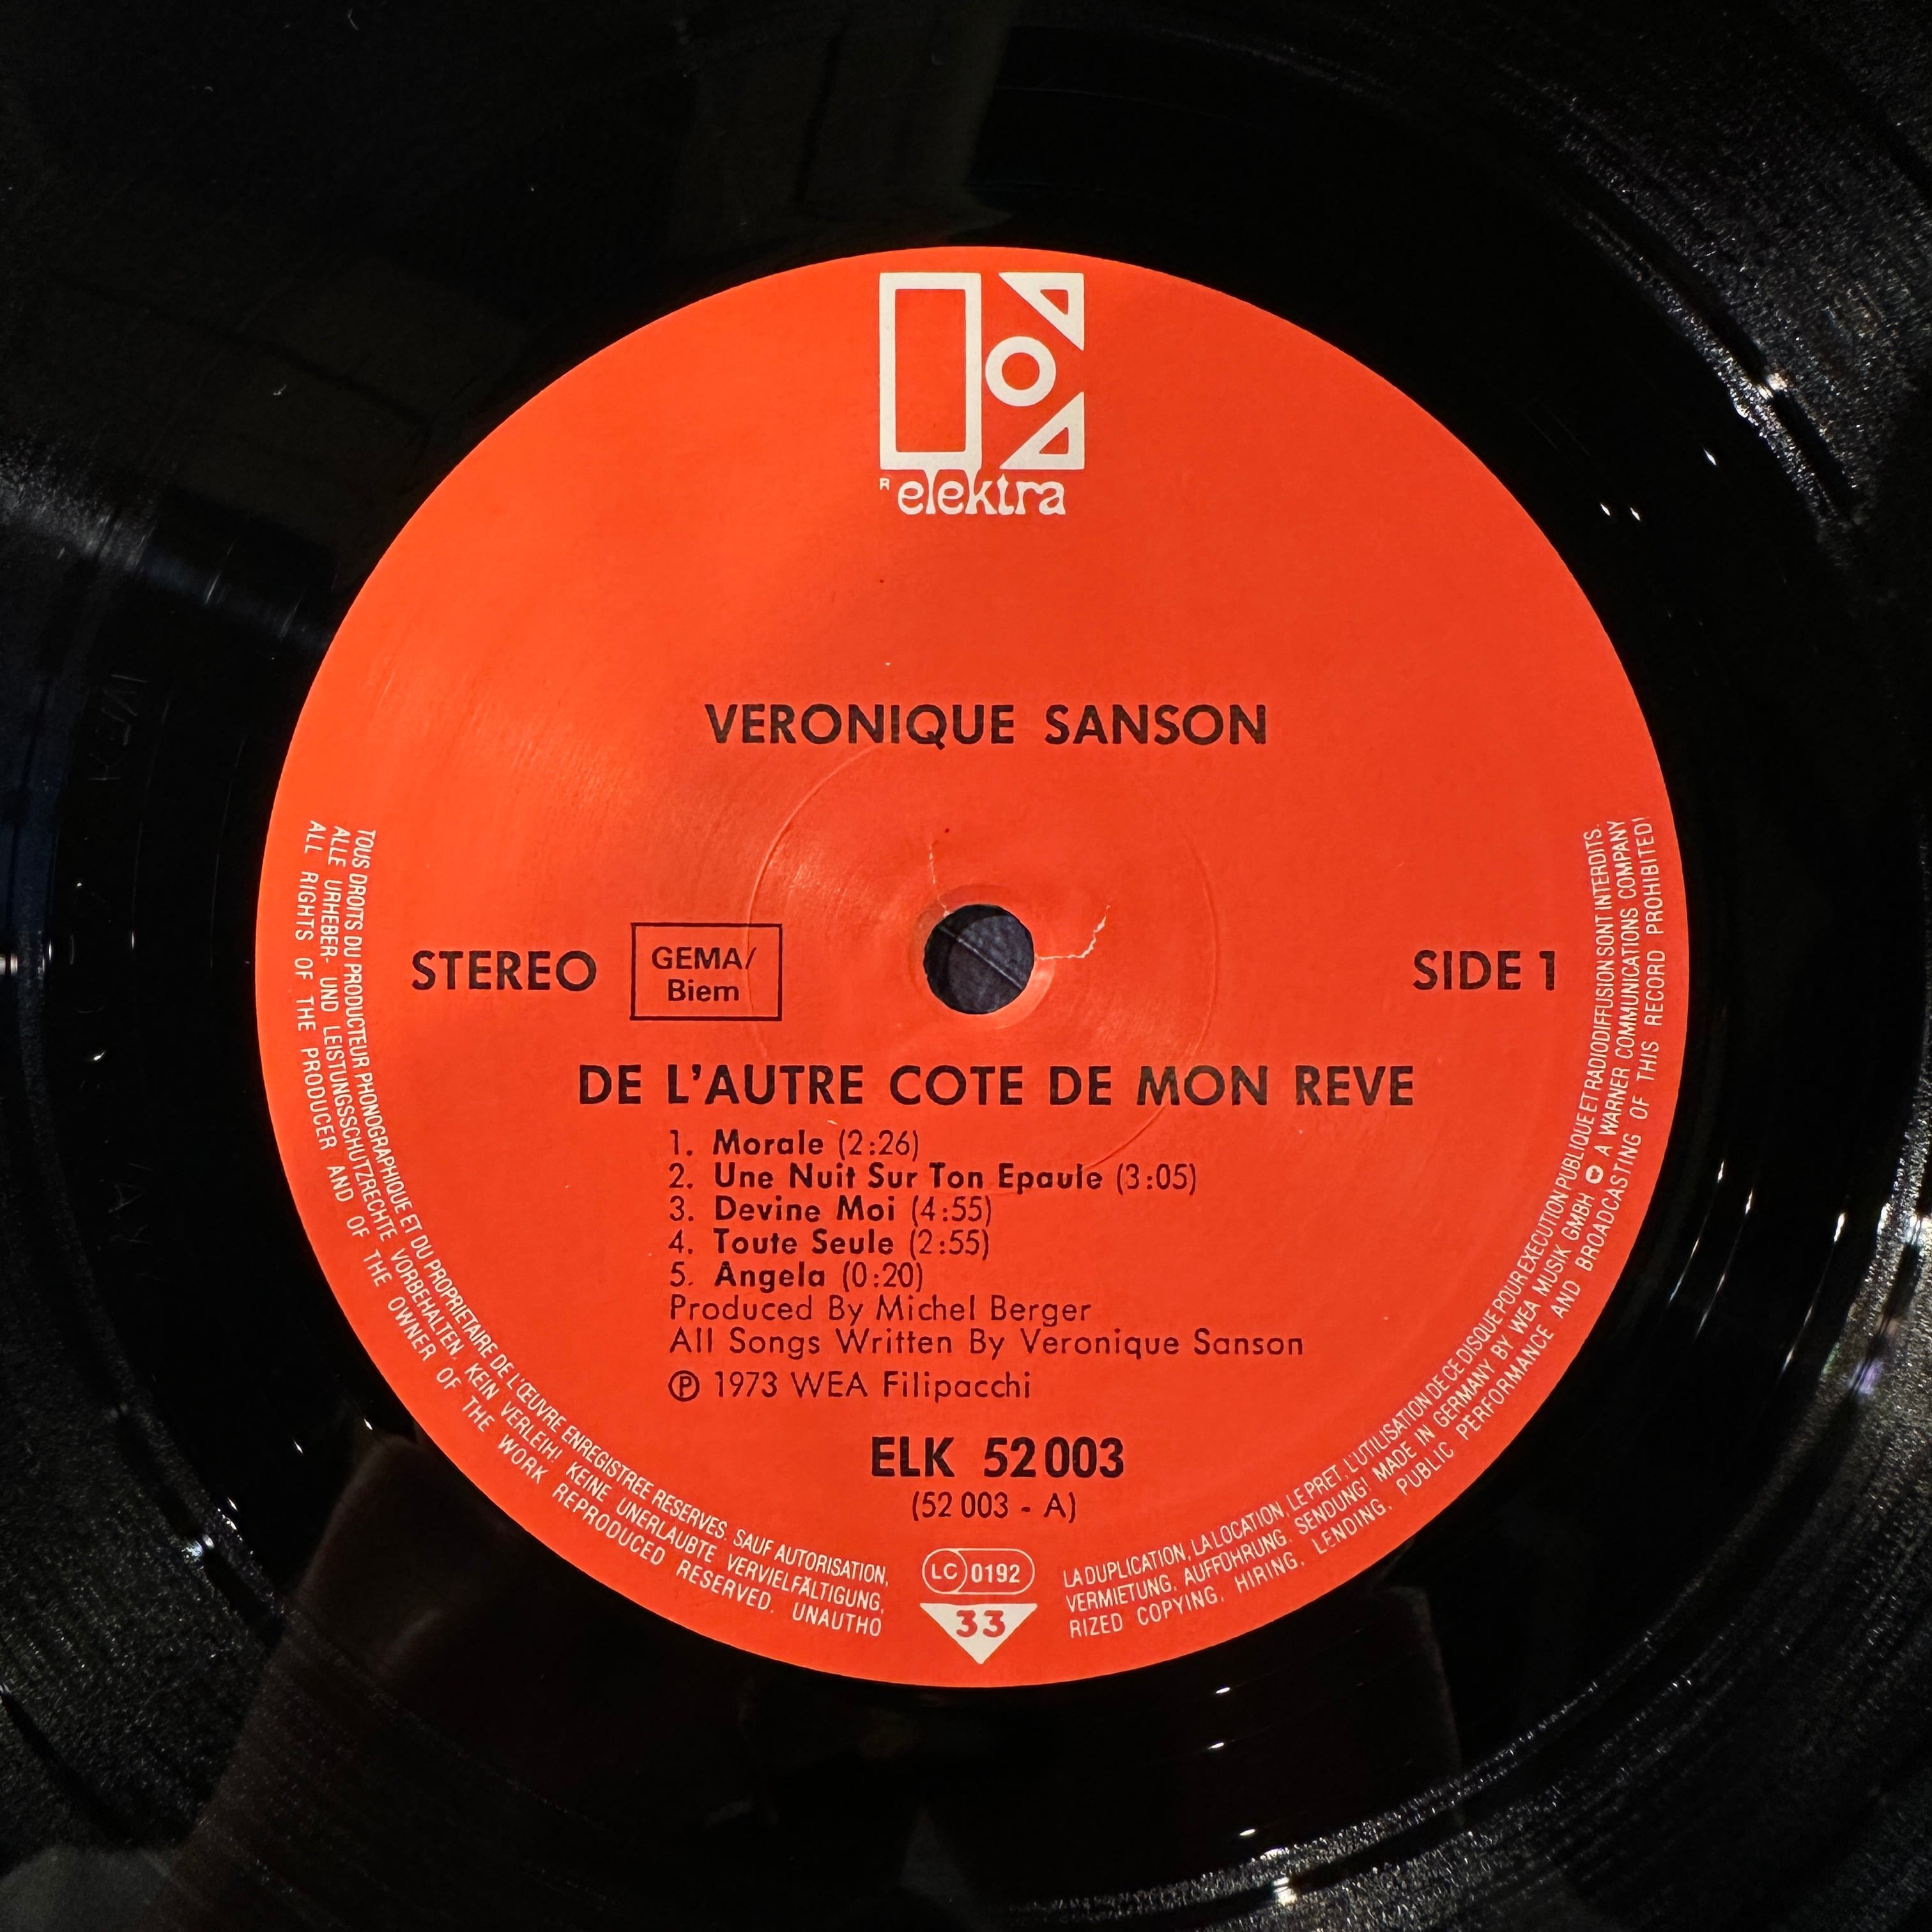 R elektra
VERONIQUE SANSON
STEREO
GEMA/
Biem
SIDE 1
DE L'AUTRE COTE DE MON REVE
1. Morale (2:26)
2. Une Nuit Sur Ton Epaule (3:05)
3. Devine Moi (4:55)
4. Toute Seule (2:55)
5. Angela (0:20)
Produced By Michel Berger
All Songs Written By Veronique Sanson
℗ 1973 WEA Filipacchi
ELK 52 003
(52 003 - A)
LC 0192
33
TOUS DROITS DU PRODUCTEUR PHONOGRAPHIQUE ET DU PROPRIETAIRE DE L'ŒUVRE ENREGISTREE RESERVES. SAUF AUTORISATION, LA DUPLICATION, LA LOCATION, LE PRET, L'UTILISATION DE CE DISQUE POUR EXECUTION PUBLIQUE ET RADIODIFFUSION SONT INTERDITS.
ALLE URHEBER- UND LEISTUNGSSCHUTZRECHTE VORBEHALTEN. KEIN VERLEIH! KEINE UNERLAUBTE VERVIELFÄLTIGUNG, VERMIETUNG, AUFFÜHRUNG, SENDUNG! MADE IN GERMANY BY WEA MUSIK GMBH A WARNER COMMUNICATIONS COMPANY
ALL RIGHTS OF THE PRODUCER AND OF THE OWNER OF THE WORK REPRODUCED RESERVED. UNAUTHORIZED COPYING, HIRING, LENDING, PUBLIC PERFORMANCE AND BROADCASTING OF THIS RECORD PROHIBITED!